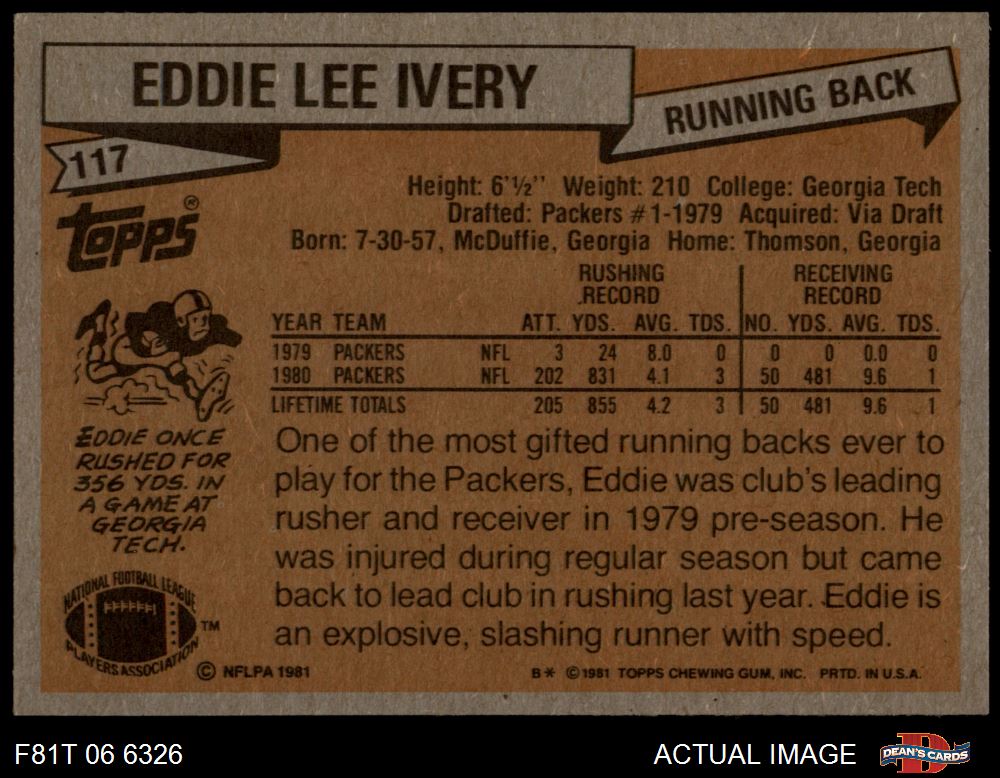 EDDIE LEE IVERY
RUNNING BACK
117
TOPPS®
Height: 6'½'' Weight: 210 College: Georgia Tech
Drafted: Packers #1-1979 Acquired: Via Draft
Born: 7-30-57, McDuffie, Georgia Home: Thomson, Georgia
RUSHING RECORD RECEIVING RECORD
YEAR TEAM ATT. YDS. AVG. TDS. NO. YDS. AVG. TDS.
1979 PACKERS NFL 3 24 8.0 0 0 0 0.0 0
1980 PACKERS NFL 202 831 4.1 3 50 481 9.6 1
LIFETIME TOTALS 205 855 4.2 3 50 481 9.6 1
EDDIE ONCE
RUSHED FOR
356 YDS. IN
A GAME AT
GEORGIA
TECH.
One of the most gifted running backs ever to
play for the Packers, Eddie was club's leading
rusher and receiver in 1979 pre-season. He
was injured during regular season but came
back to lead club in rushing last year. Eddie is
an explosive, slashing runner with speed.
NATIONAL FOOTBALL LEAGUE
PLAYERS ASSOCIATION
TM
© NFLPA 1981
B* © 1981 TOPPS CHEWING GUM, INC. PRTD. IN U.S.A.
F81T 06 6326
ACTUAL IMAGE
DEAN'S CARDS